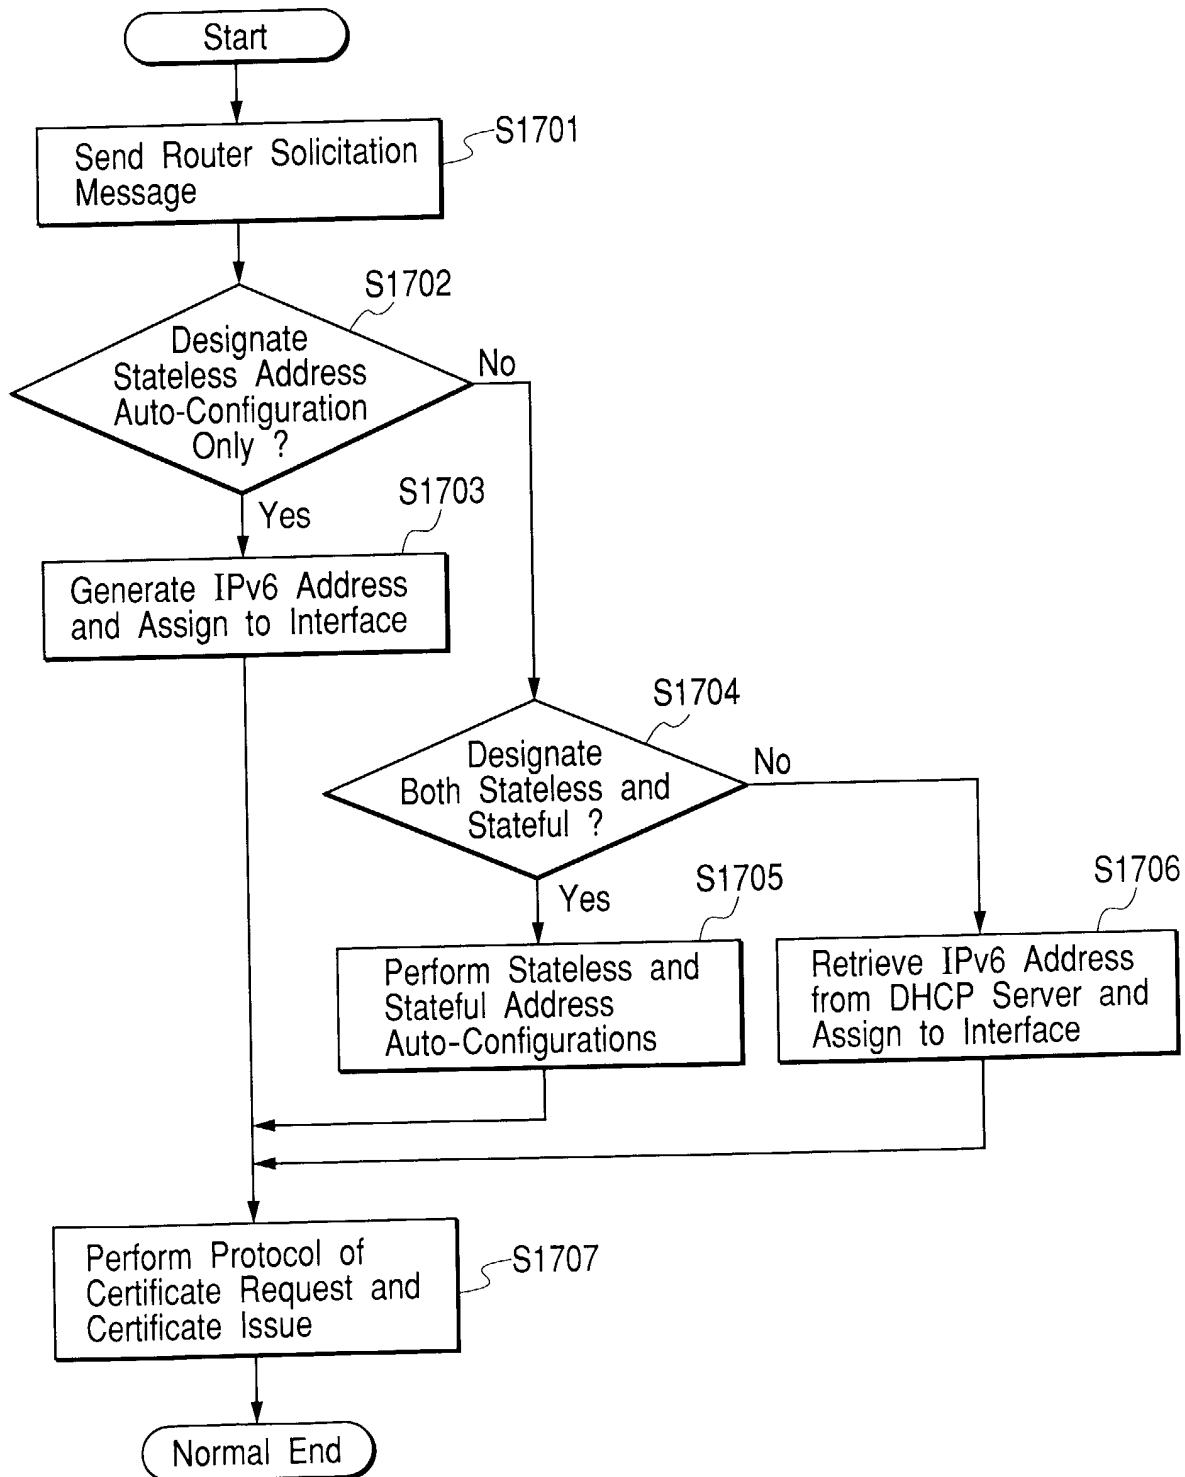 Start
S1701
Send Router Solicitation
Message
S1702
Designate
Stateless Address
Auto-Configuration
Only ?
No
S1703
Yes
Generate IPv6 Address
and Assign to Interface
S1704
Designate
Both Stateless and
Stateful ?
No
S1705
S1706
Yes
Perform Stateless and
Stateful Address
Auto-Configurations
Retrieve IPv6 Address
from DHCP Server and
Assign to Interface
Perform Protocol of
Certificate Request and
Certificate Issue
S1707
Normal End